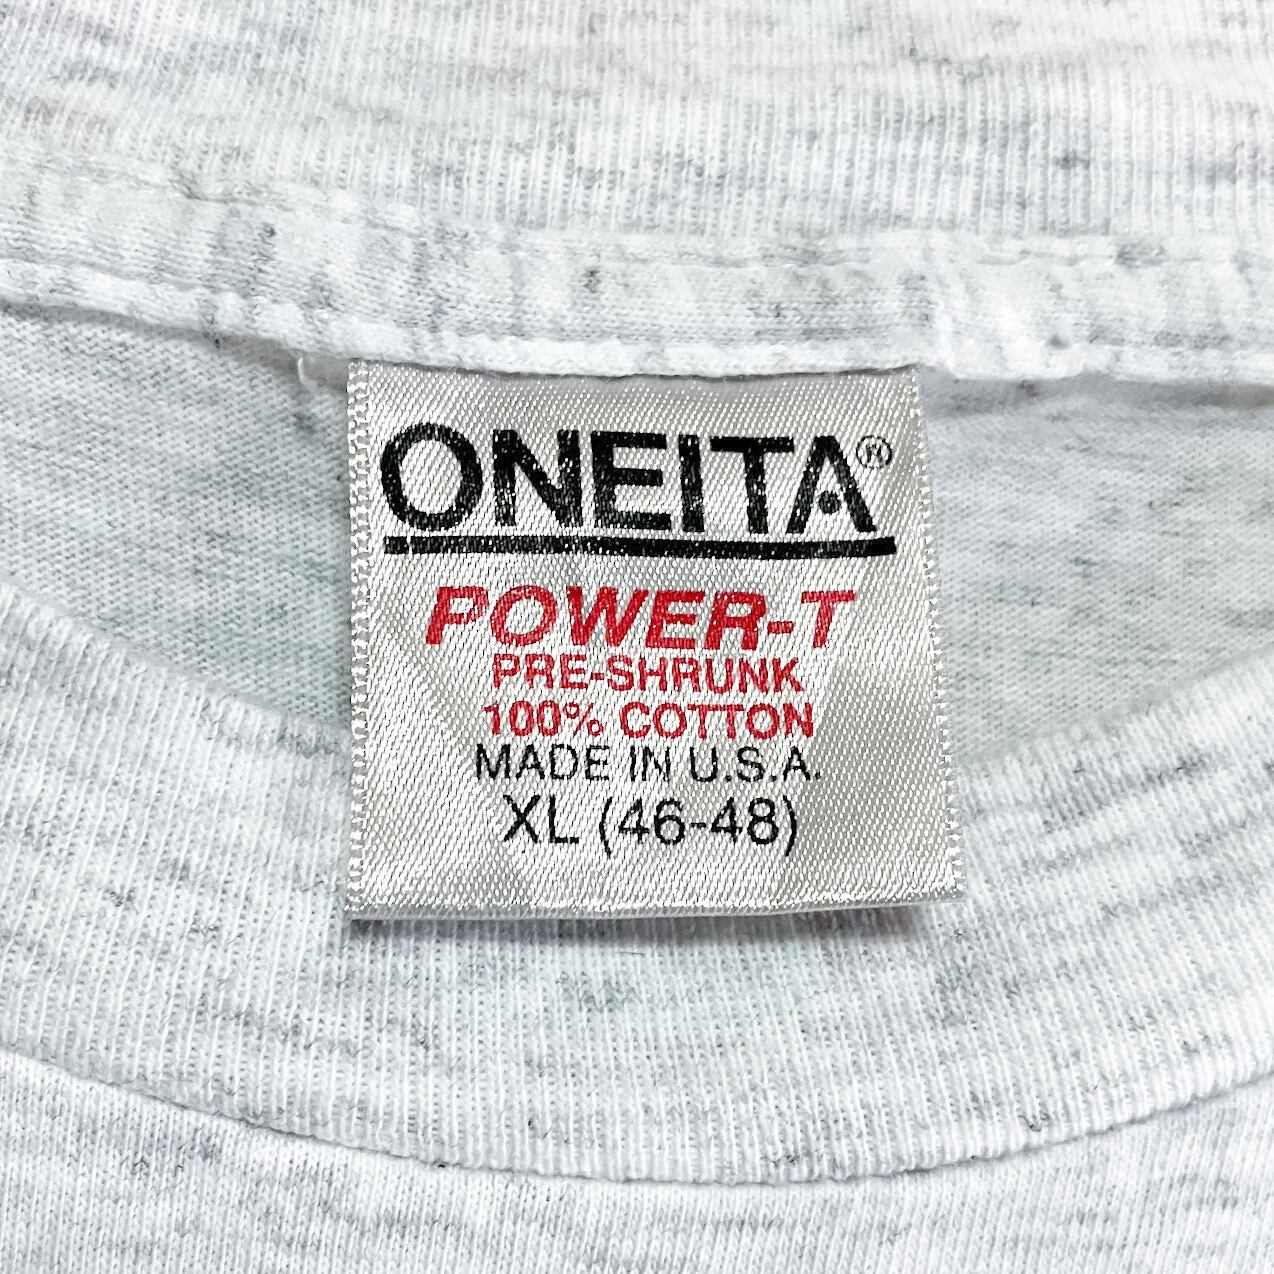 ONEITA®
POWER-T
PRE-SHRUNK
100% COTTON
MADE IN U.S.A.
XL (46-48)